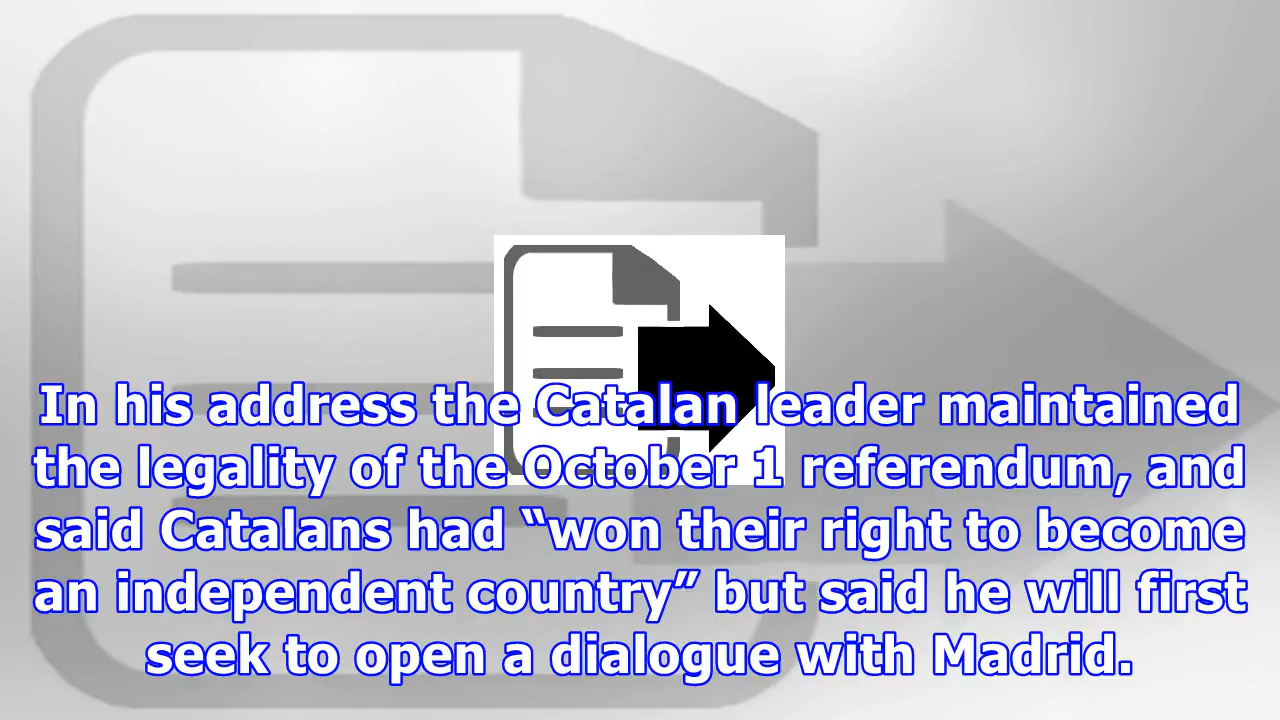 In his address the Catalan leader maintained
the legality of the October 1 referendum, and
said Catalans had “won their right to become
an independent country” but said he will first
seek to open a dialogue with Madrid.